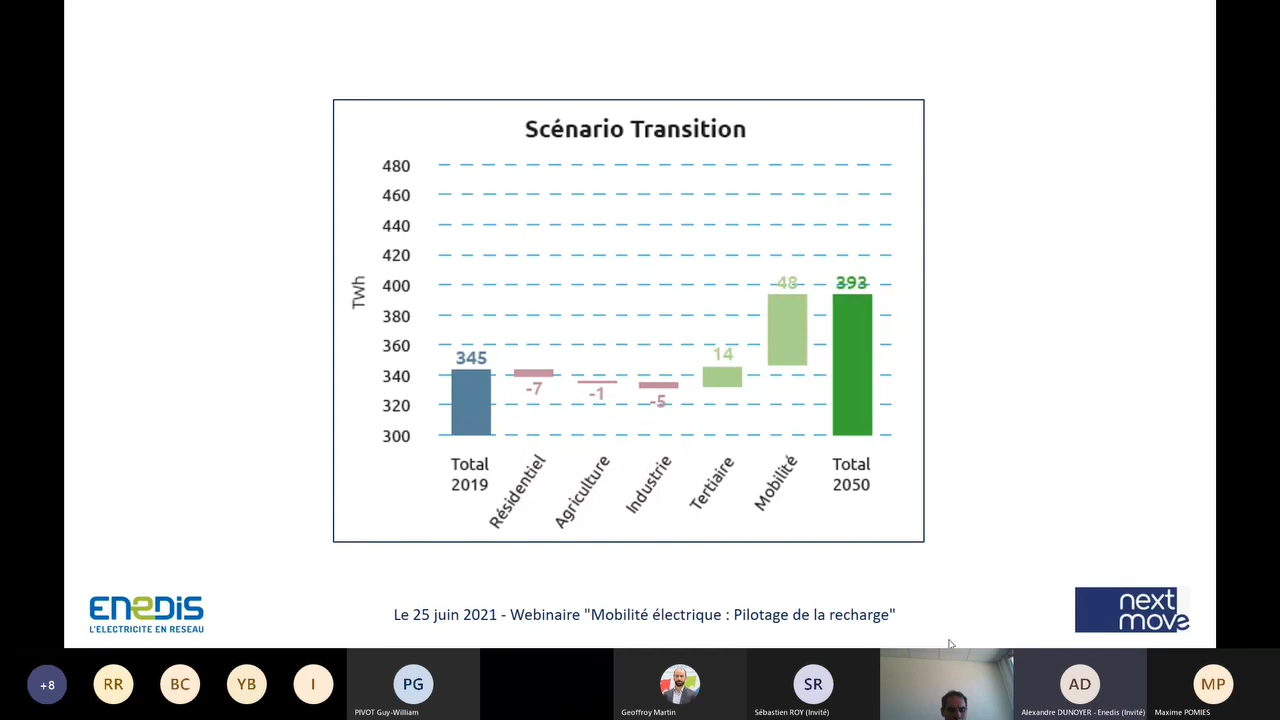 Scénario Transition
480
460
440
420
400
380
360
340
320
300
TWh
345
-7
-1
-5
14
48
393
Total
2019
Résidentiel
Agriculture
Industrie
Tertiaire
Mobilité
Total
2050
ENEDIS
L'ELECTRICITE EN RESEAU
Le 25 juin 2021 - Webinaire "Mobilité électrique : Pilotage de la recharge"
next
move
+8
RR
BC
YB
I
PG
PIVOT Guy-William
Geoffroy Martin
SR
Sébastien ROY (Invité)
AD
Alexandre DUNOYER - Enedis (Invité)
MP
Maxime POMIES